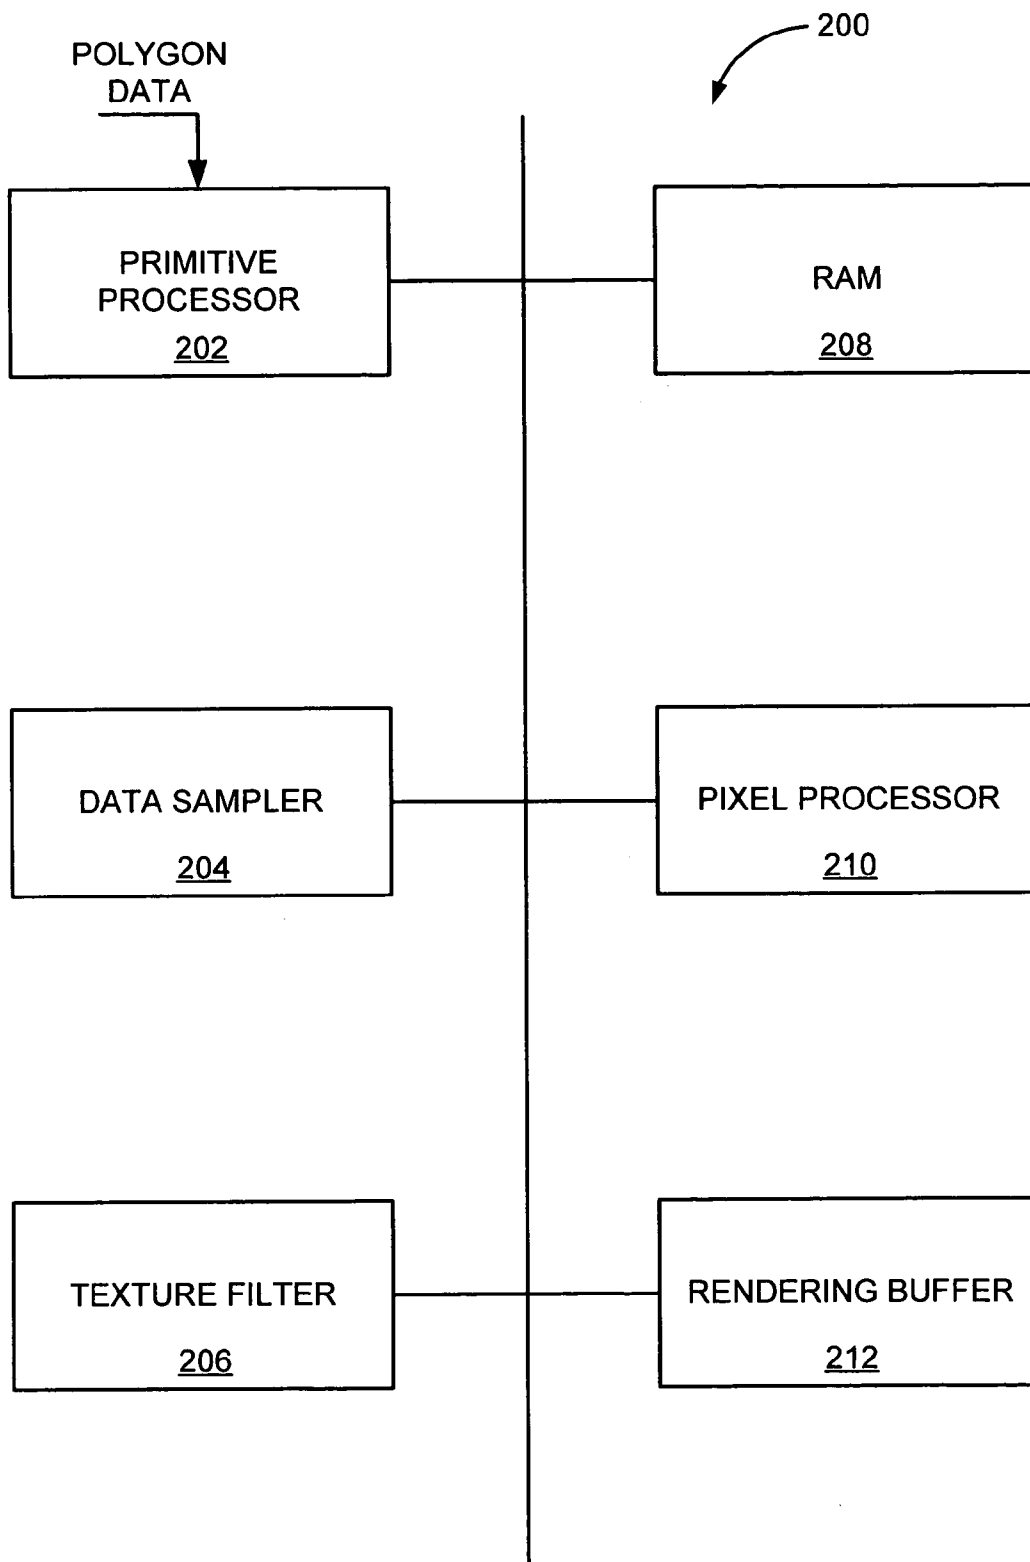 200
POLYGON
DATA
PRIMITIVE
PROCESSOR
202
RAM
208
DATA SAMPLER
204
PIXEL PROCESSOR
210
TEXTURE FILTER
206
RENDERING BUFFER
212